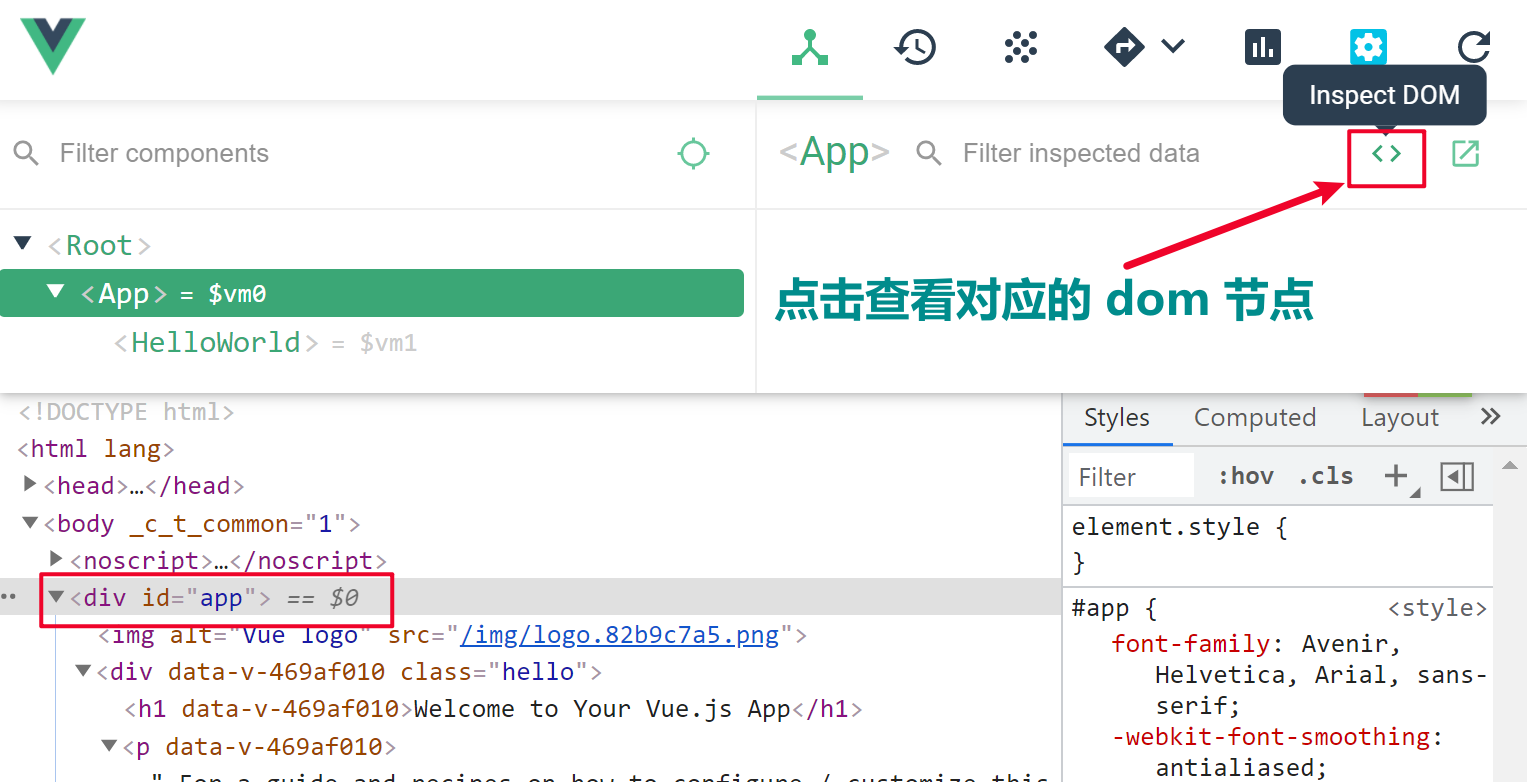 Inspect DOM
Filter components
<App>
Filter inspected data
<Root>
<App> = $vm0
<HelloWorld> = $vm1
点击查看对应的 dom 节点
<!DOCTYPE html>
<html lang>
<head>…</head>
<body _c_t_common="1">
<noscript>…</noscript>
<div id="app"> == $0
<img alt="Vue logo" src="/img/logo.82b9c7a5.png">
<div data-v-469af010 class="hello">
<h1 data-v-469af010>Welcome to Your Vue.js App</h1>
<p data-v-469af010>
" For a guide and recipes on how to configure / customize this
Styles Computed Layout
Filter :hov .cls
element.style {
}
#app { <style>
font-family: Avenir,
Helvetica, Arial, sans-
serif;
-webkit-font-smoothing:
antialiased;